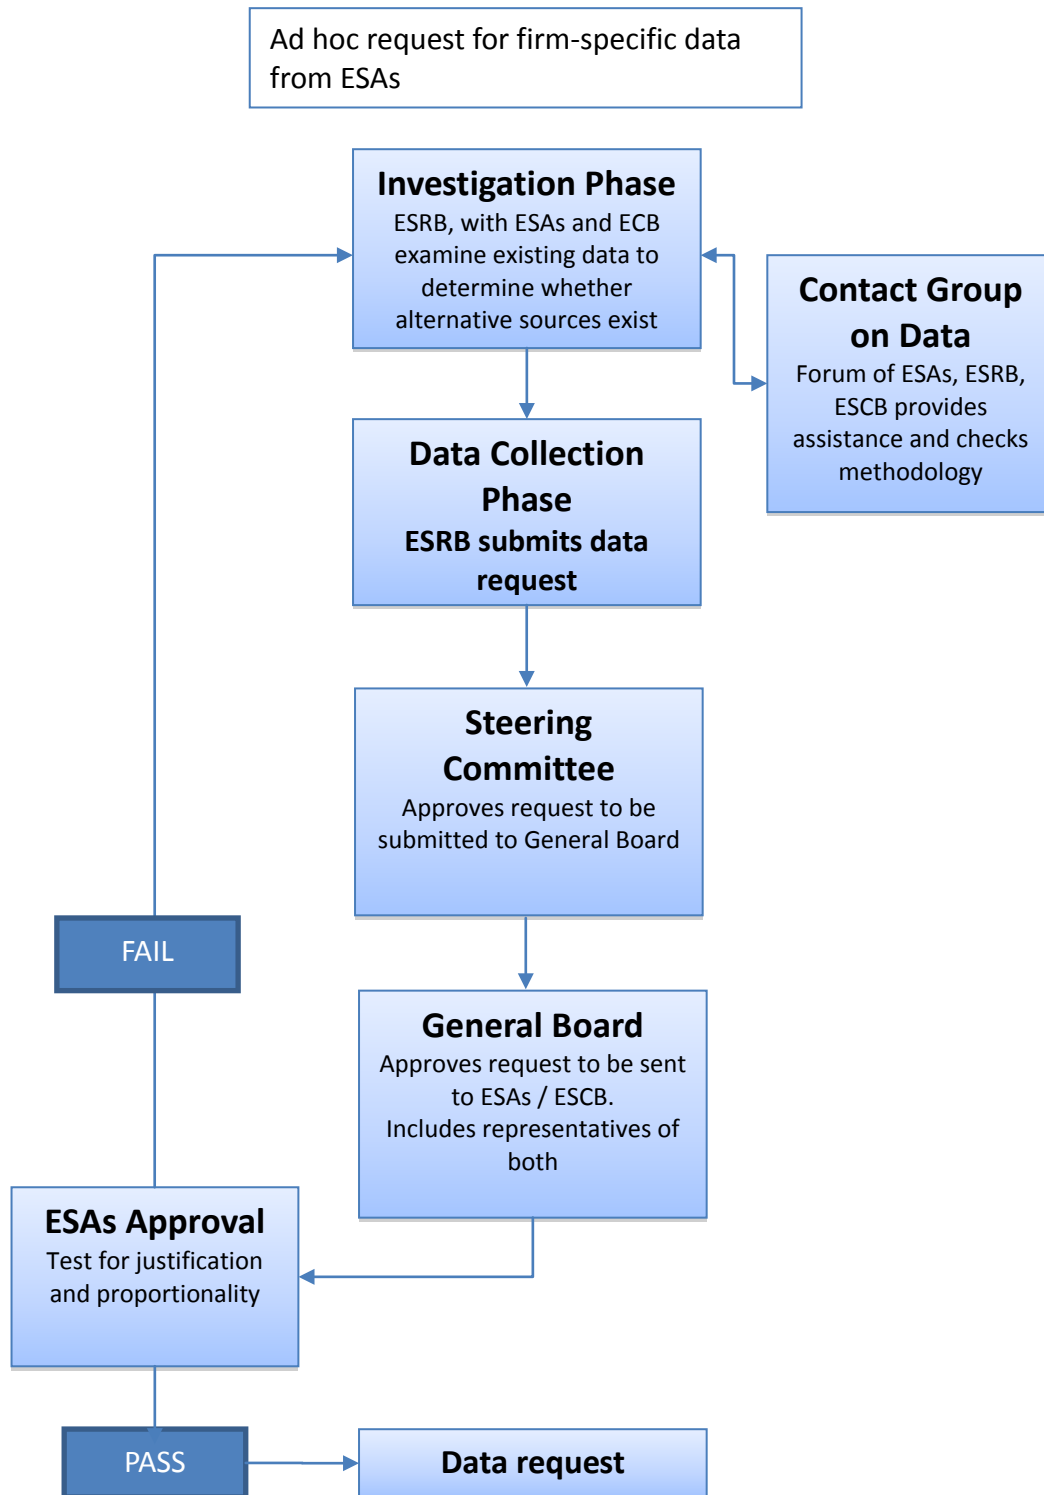 Ad hoc request for firm-specific data
from ESAs
Investigation Phase
ESRB, with ESAs and ECB
examine existing data to
determine whether
alternative sources exist
Contact Group
on Data
Forum of ESAs, ESRB,
ESCB provides
assistance and checks
methodology
Data Collection
Phase
ESRB submits data
request
Steering
Committee
Approves request to be
submitted to General Board
FAIL
General Board
Approves request to be sent
to ESAs / ESCB.
Includes representatives of
both
ESAs Approval
Test for justification
and proportionality
PASS
Data request